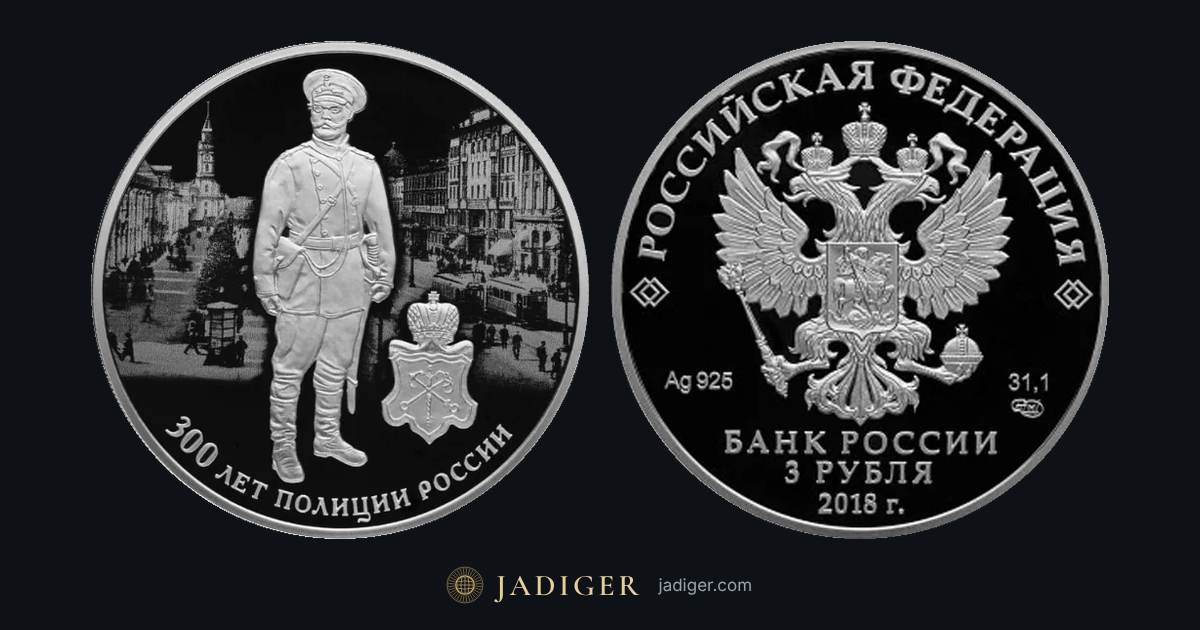 300 ЛЕТ ПОЛИЦИИ РОССИИ
РОССИЙСКАЯ ФЕДЕРАЦИЯ
Ag 925
31,1
БАНК РОССИИ
3 РУБЛЯ
2018 г.
JADIGER
jadiger.com